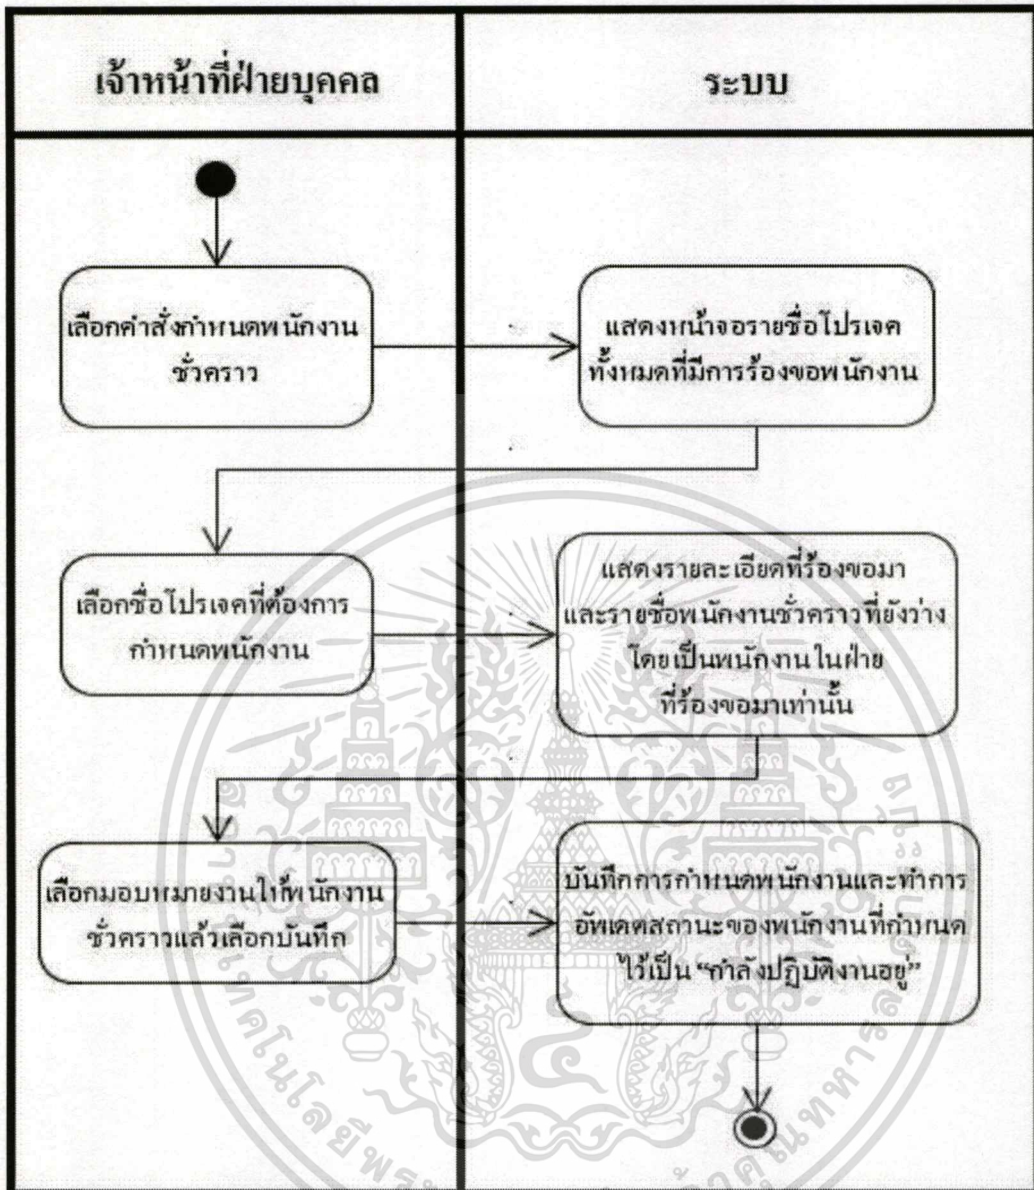 เจ้าหน้าที่ฝ่ายบุคคล
ระบบ
เลือกคำสั่งกำหนดพนักงาน
ชั่วคราว
แสดงหน้าจอรายชื่อโปรเจค
ทั้งหมดที่มีการร้องขอพนักงาน
เลือกชื่อโปรเจคที่ต้องการ
กำหนดพนักงาน
แสดงรายละเอียดที่ร้องขอมา
และรายชื่อพนักงานชั่วคราวที่ยังว่าง
โดยเป็นพนักงานในฝ่าย
ที่ร้องขอมาเท่านั้น
เลือกมอบหมายงานให้พนักงาน
ชั่วคราวแล้วเลือกบันทึก
บันทึกการกำหนดพนักงานและทำการ
อัพเดตสถานะของพนักงานที่กำหนด
ไว้เป็น “กำลังปฏิบัติงานอยู่”